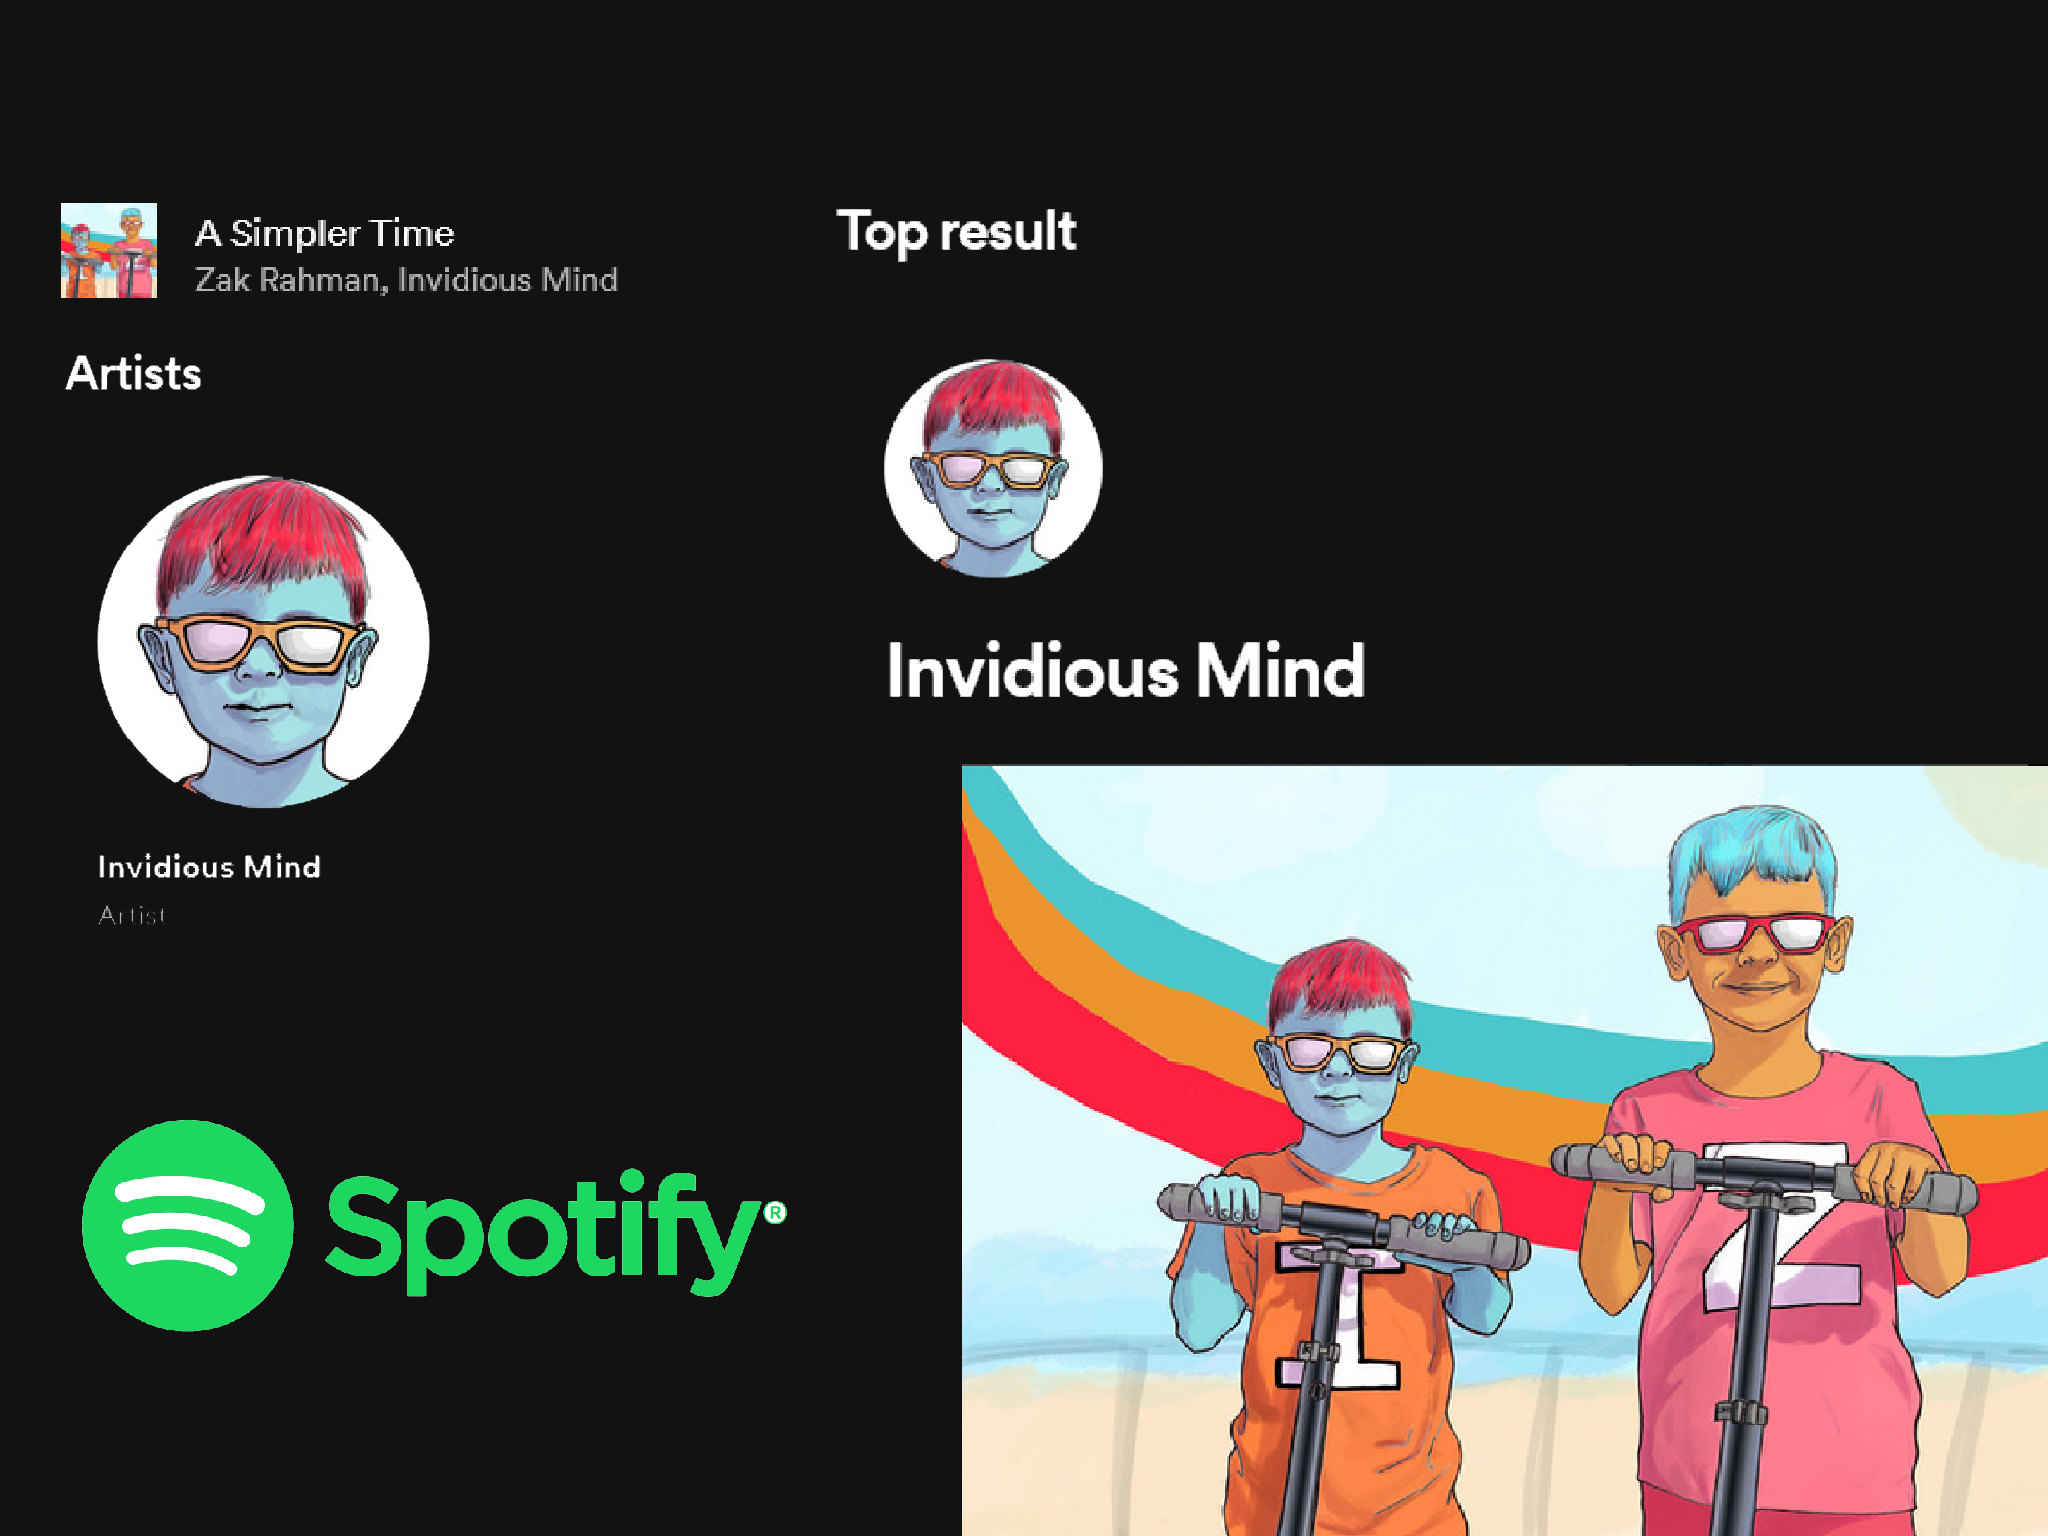 A Simpler Time
Zak Rahman, Invidious Mind
Artists
Invidious Mind
Artist
Top result
Invidious Mind
Spotify®
I
Z